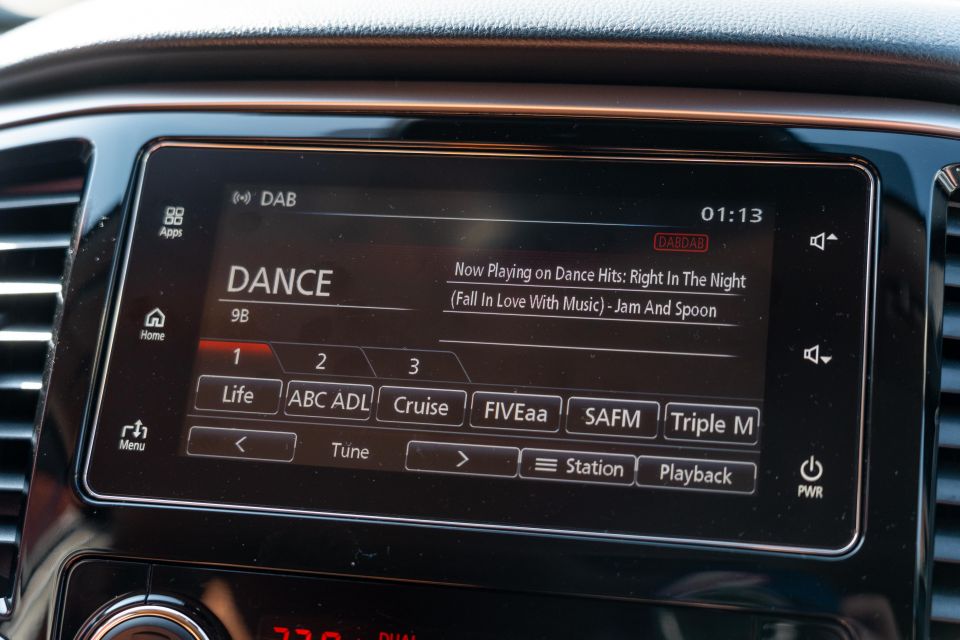 DAB
01:13
Apps
DABDAB
DANCE
Now Playing on Dance Hits: Right In The Night
(Fall In Love With Music) - Jam And Spoon
9B
Home
1 2 3
Life ABC ADL Cruise FIVEaa SAFM Triple M
Menu
< Tune > Station Playback
PWR
DUAL